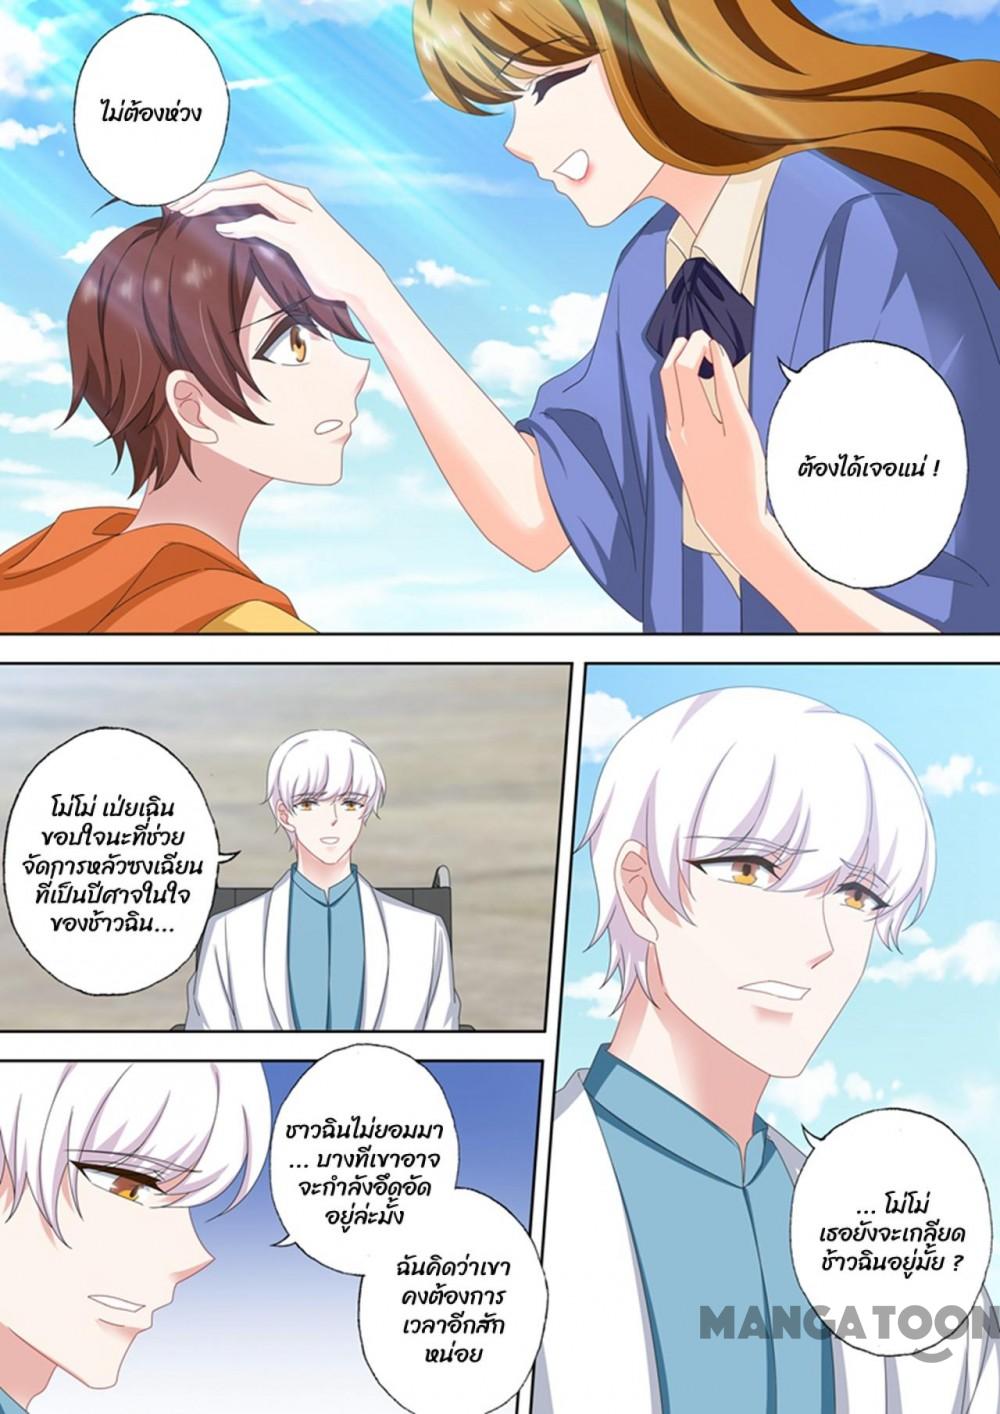 ไม่ต้องห่วง
ต้องได้เจอแน่ !
โม่โม่ เป่ยเฉิน
ขอบใจนะที่ช่วย
จัดการหลัวซงเฉียน
ที่เป็นปีศาจในใจ
ของช้าวฉิน...
... โม่โม่
เธอยังจะเกลียด
ช้าวฉินอยู่มั้ย ?
ชาวฉินไม่ยอมมา
... บางทีเขาอาจ
จะกำลังอึดอัด
อยู่ล่ะมั้ง
ฉันคิดว่าเขา
คงต้องการ
เวลาอีกสัก
หน่อย
MANGATOON